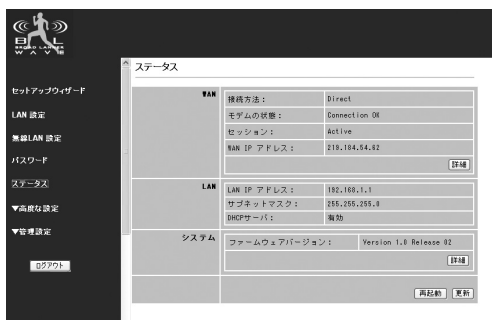 BROAD LANNER
WAVE
セットアップウィザード
LAN 設定
無線LAN 設定
パスワード
ステータス
▼高度な設定
▼管理設定
ログアウト
ステータス
WAN
接続方法： Direct
モデムの状態： Connection OK
セッション： Active
WAN IP アドレス： 219.184.54.62
詳細
LAN
LAN IP アドレス： 192.168.1.1
サブネットマスク： 255.255.255.0
DHCPサーバ： 有効
システム
ファームウェアバージョン： Version 1.0 Release 02
詳細
再起動 更新